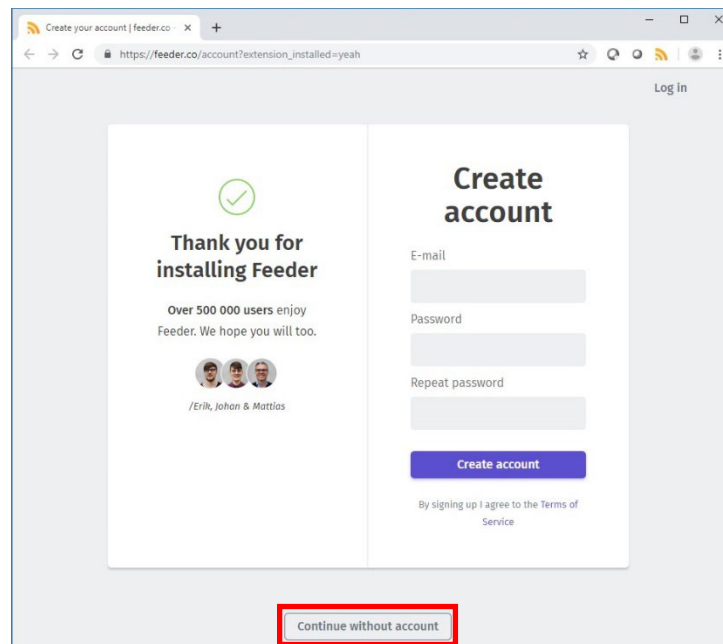 Create your account | feeder.co -
https://feeder.co/account?extension_installed=yeah
Log in
Thank you for
installing Feeder
Over 500 000 users enjoy
Feeder. We hope you will too.
/Erik, Johan & Mattias
Create
account
E-mail
Password
Repeat password
Create account
By signing up I agree to the Terms of
Service
Continue without account